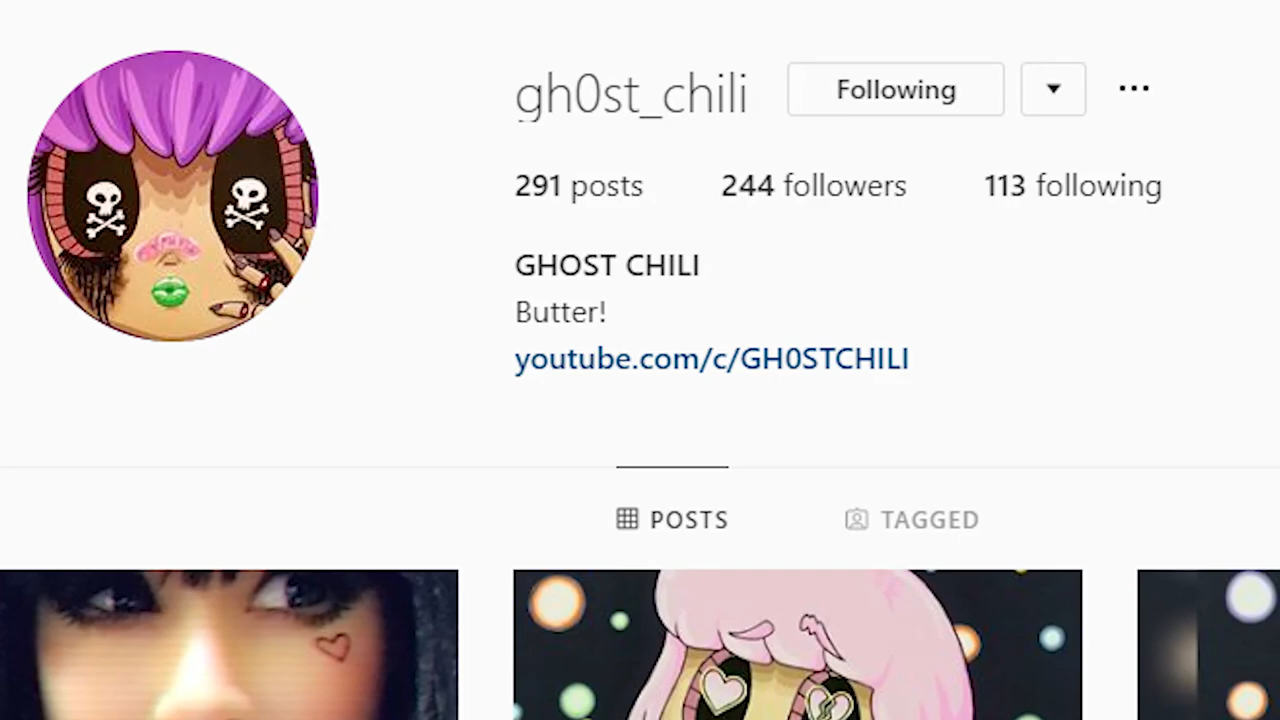 gh0st_chili Following
291 posts 244 followers 113 following
GHOST CHILI
Butter!
youtube.com/c/GH0STCHILI
POSTS TAGGED